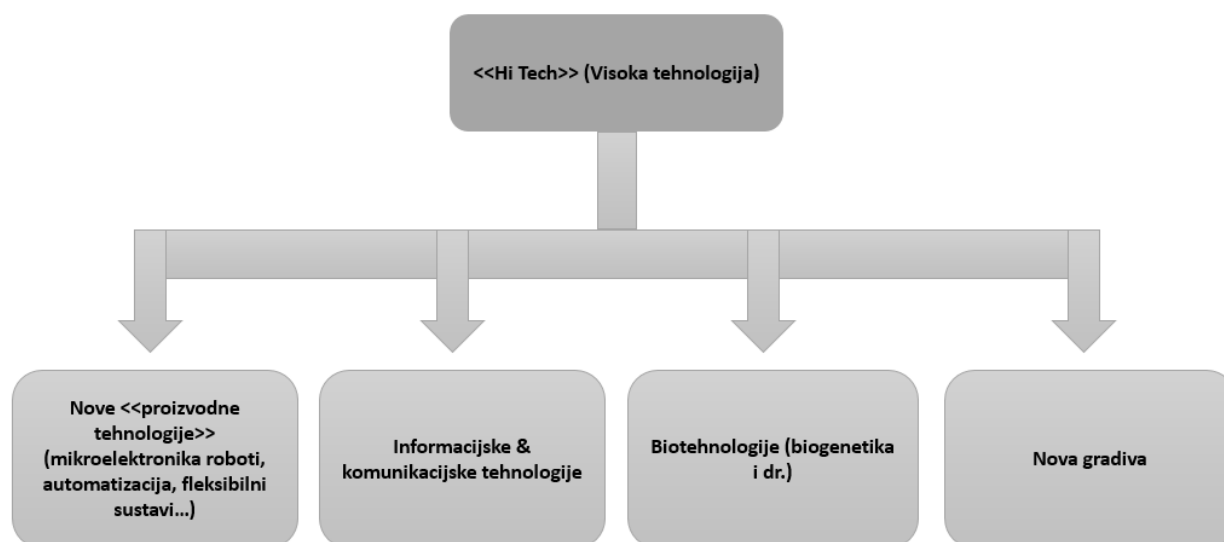 <<Hi Tech>> (Visoka tehnologija)
Nove <<proizvodne
tehnologije>>
(mikroelektronika roboti,
automatizacija, fleksibilni
sustavi...)
Informacijske &
komunikacijske tehnologije
Biotehnologije (biogenetika
i dr.)
Nova gradiva